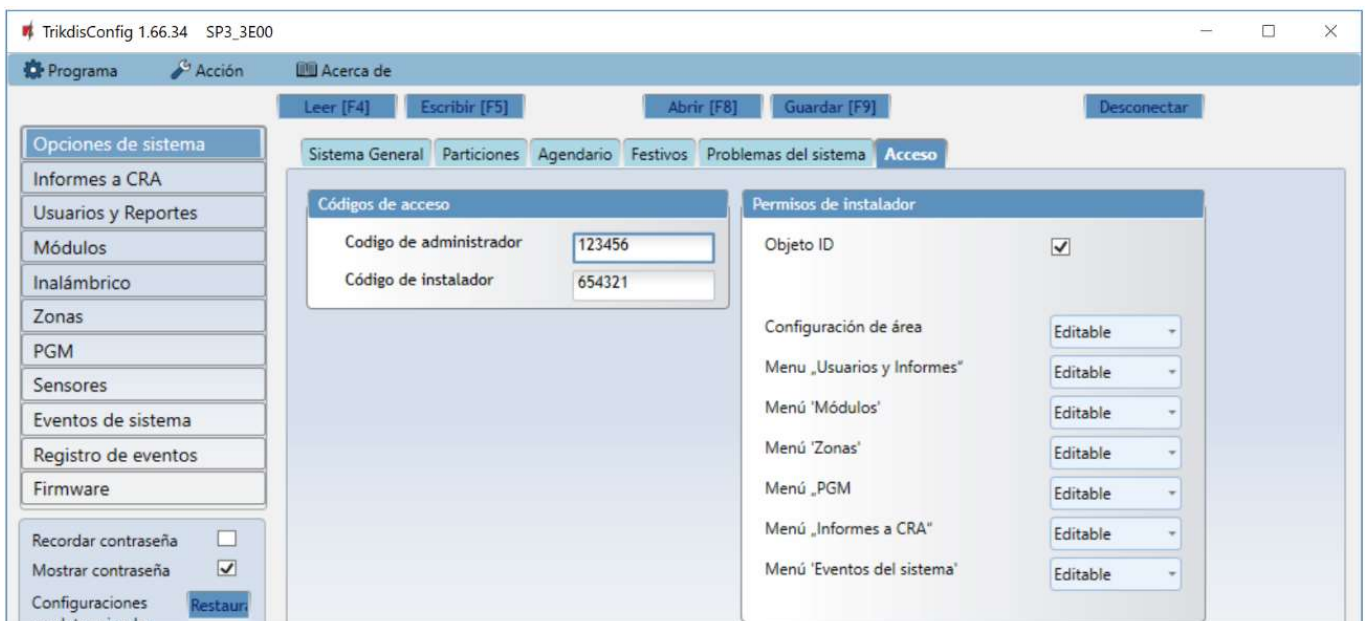 TrikdisConfig 1.66.34 SP3_3E00
Programa Acción Acerca de
Leer [F4] Escribir [F5] Abrir [F8] Guardar [F9] Desconectar
Opciones de sistema
Informes a CRA
Usuarios y Reportes
Módulos
Inalámbrico
Zonas
PGM
Sensores
Eventos de sistema
Registro de eventos
Firmware
Recordar contraseña
Mostrar contraseña
Configuraciones
Restaur
Sistema General Particiones Agendario Festivos Problemas del sistema Acceso
Códigos de acceso
Codigo de administrador 123456
Código de instalador 654321
Permisos de instalador
Objeto ID
Configuración de área Editable
Menu „Usuarios y Informes“ Editable
Menú 'Módulos' Editable
Menú 'Zonas' Editable
Menú „PGM Editable
Menú „Informes a CRA“ Editable
Menú 'Eventos del sistema' Editable